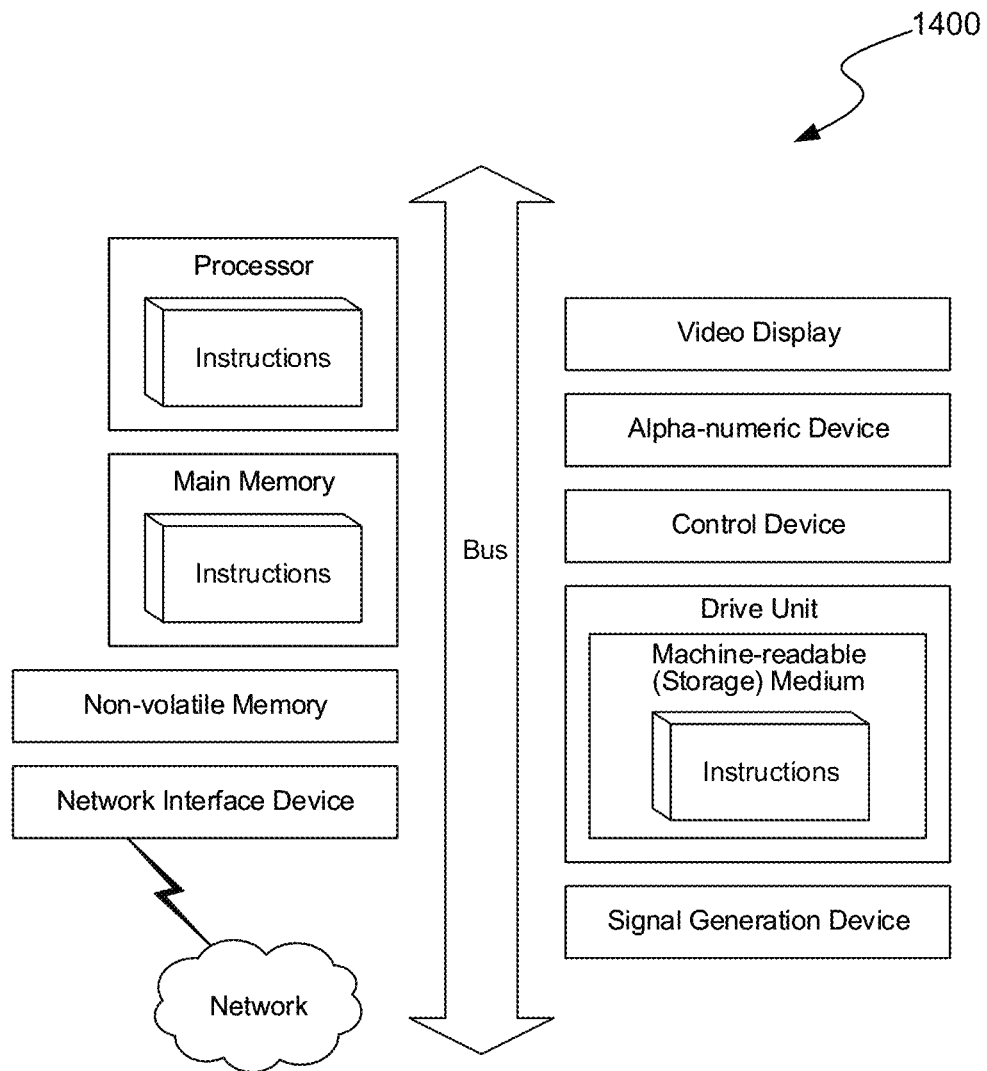 1400
Processor
Instructions
Main Memory
Instructions
Non-volatile Memory
Network Interface Device
Network
Bus
Video Display
Alpha-numeric Device
Control Device
Drive Unit
Machine-readable
(Storage) Medium
Instructions
Signal Generation Device